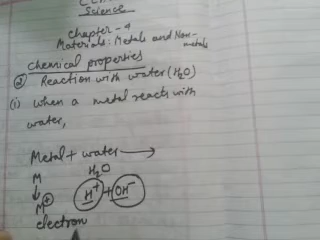 Science
Chapter - 4
Materials: Metals and Non-
metals
Chemical properties
② Reaction with water (H₂O)
(i) when a metal reacts with
water,
Metal + water ⟶
M H₂O
↓
M⊕ H⁺ + OH⁻
electron